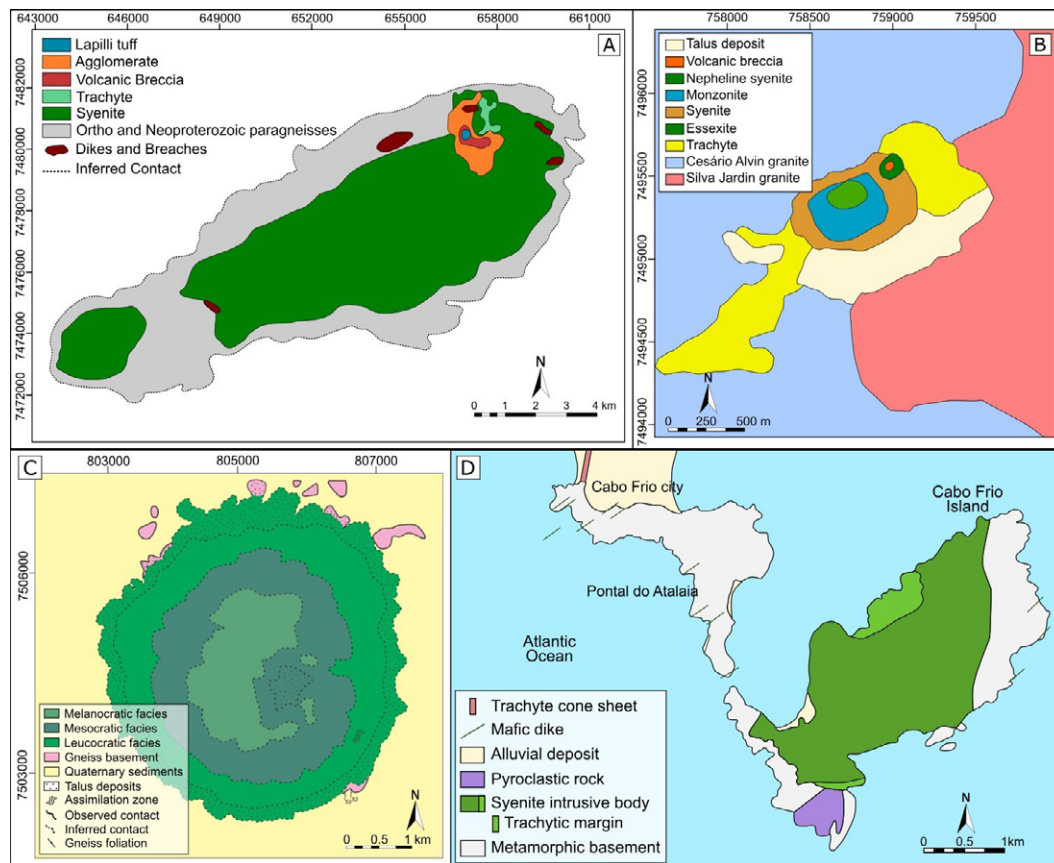 643000 646000 649000 652000 655000 658000 661000
A
Lapilli tuff
Agglomerate
Volcanic Breccia
Trachyte
Syenite
Ortho and Neoproterozoic paragneisses
Dikes and Breaches
Inferred Contact
7482000
7480000
7478000
7476000
7474000
7472000
N
0 1 2 3 4 km
758000 758500 759000 759500
B
Talus deposit
Volcanic breccia
Nepheline syenite
Monzonite
Syenite
Essexite
Trachyte
Cesário Alvin granite
Silva Jardin granite
7496000
7495500
7495000
7494500
7494000
N
0 250 500 m
C
803000 805000 807000
7506000
7503000
Melanocratic facies
Mesocratic facies
Leucocratic facies
Gneiss basement
Quaternary sediments
Talus deposits
Assimilation zone
Observed contact
Inferred contact
Gneiss foliation
N
0 0.5 1 km
D
Cabo Frio city
Cabo Frio
Island
Pontal do Atalaia
Atlantic
Ocean
Trachyte cone sheet
Mafic dike
Alluvial deposit
Pyroclastic rock
Syenite intrusive body
Trachytic margin
Metamorphic basement
N
0 0.5 1 km